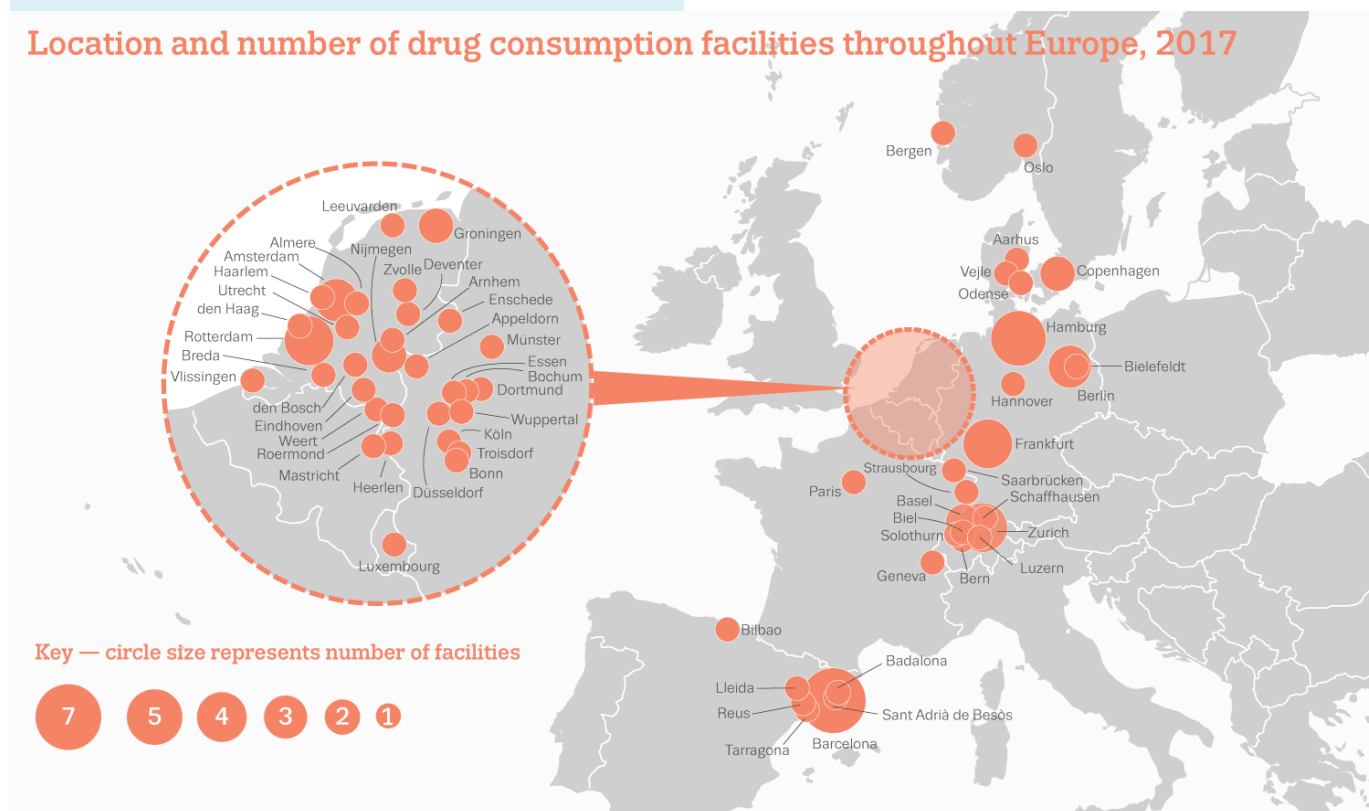 Location and number of drug consumption facilities throughout Europe, 2017
Bergen
Oslo
Leeuvarden
Groningen
Nijmegen
Almere
Amsterdam
Haarlem
Utrecht
den Haag
Rotterdam
Breda
Vlissingen
Zvolle
Deventer
Arnhem
Enschede
Appeldorn
Münster
Essen
Bochum
Dortmund
Wuppertal
Köln
Troisdorf
Bonn
Düsseldorf
den Bosch
Eindhoven
Weert
Roermond
Mastricht
Heerlen
Luxembourg
Aarhus
Vejle
Odense
Copenhagen
Hamburg
Bielefeldt
Berlin
Hannover
Frankfurt
Strausbourg
Saarbrücken
Schaffhausen
Paris
Basel
Biel
Solothurn
Zurich
Luzern
Geneva
Bern
Bilbao
Badalona
Lleida
Reus
Sant Adrià de Besòs
Tarragona
Barcelona
Key — circle size represents number of facilities
7 5 4 3 2 1